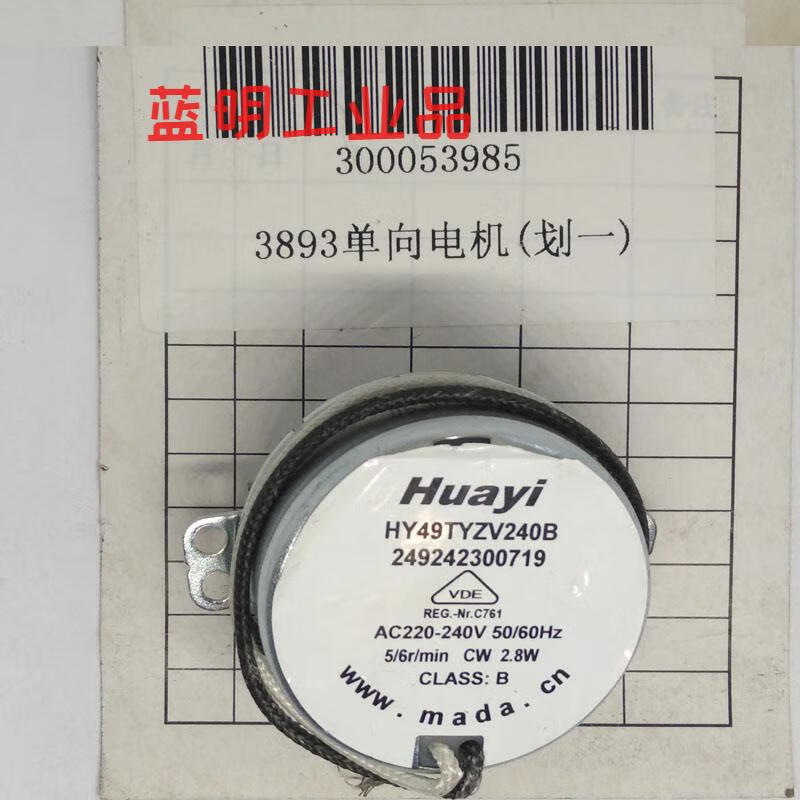 蓝明工业品
300053985
3893单向电机(划一)
Huayi
HY49TYZV240B
249242300719
VDE
REG.-Nr.C761
AC220-240V 50/60Hz
5/6r/min CW 2.8W
CLASS: B
www.mada.cn